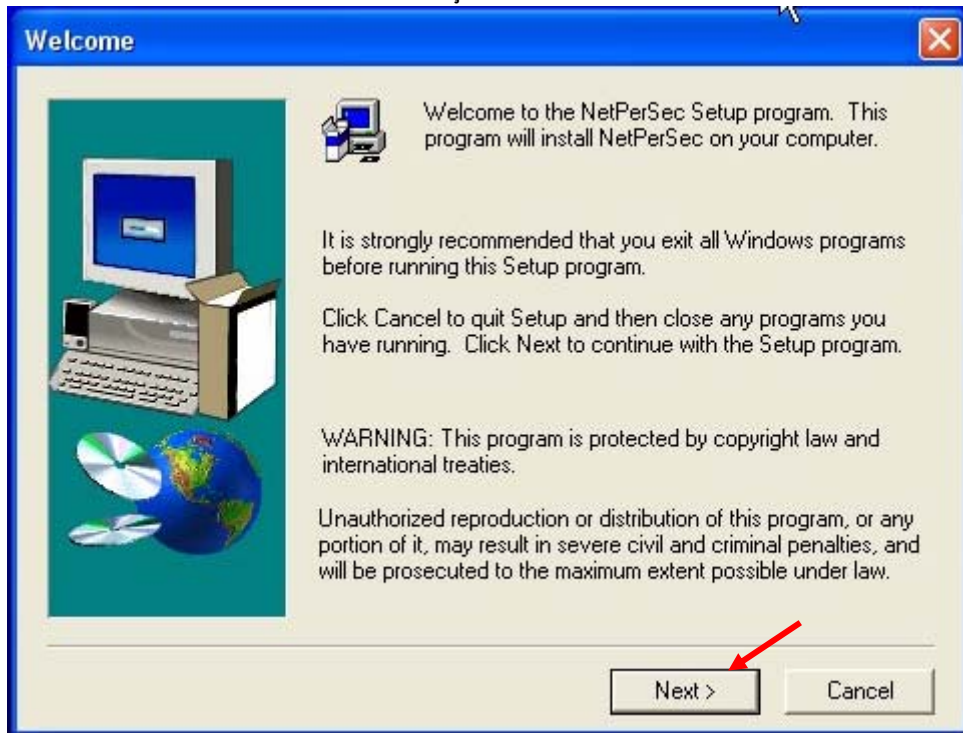 Welcome
Welcome to the NetPerSec Setup program. This
program will install NetPerSec on your computer.
It is strongly recommended that you exit all Windows programs
before running this Setup program.
Click Cancel to quit Setup and then close any programs you
have running. Click Next to continue with the Setup program.
WARNING: This program is protected by copyright law and
international treaties.
Unauthorized reproduction or distribution of this program, or any
portion of it, may result in severe civil and criminal penalties, and
will be prosecuted to the maximum extent possible under law.
Next >
Cancel